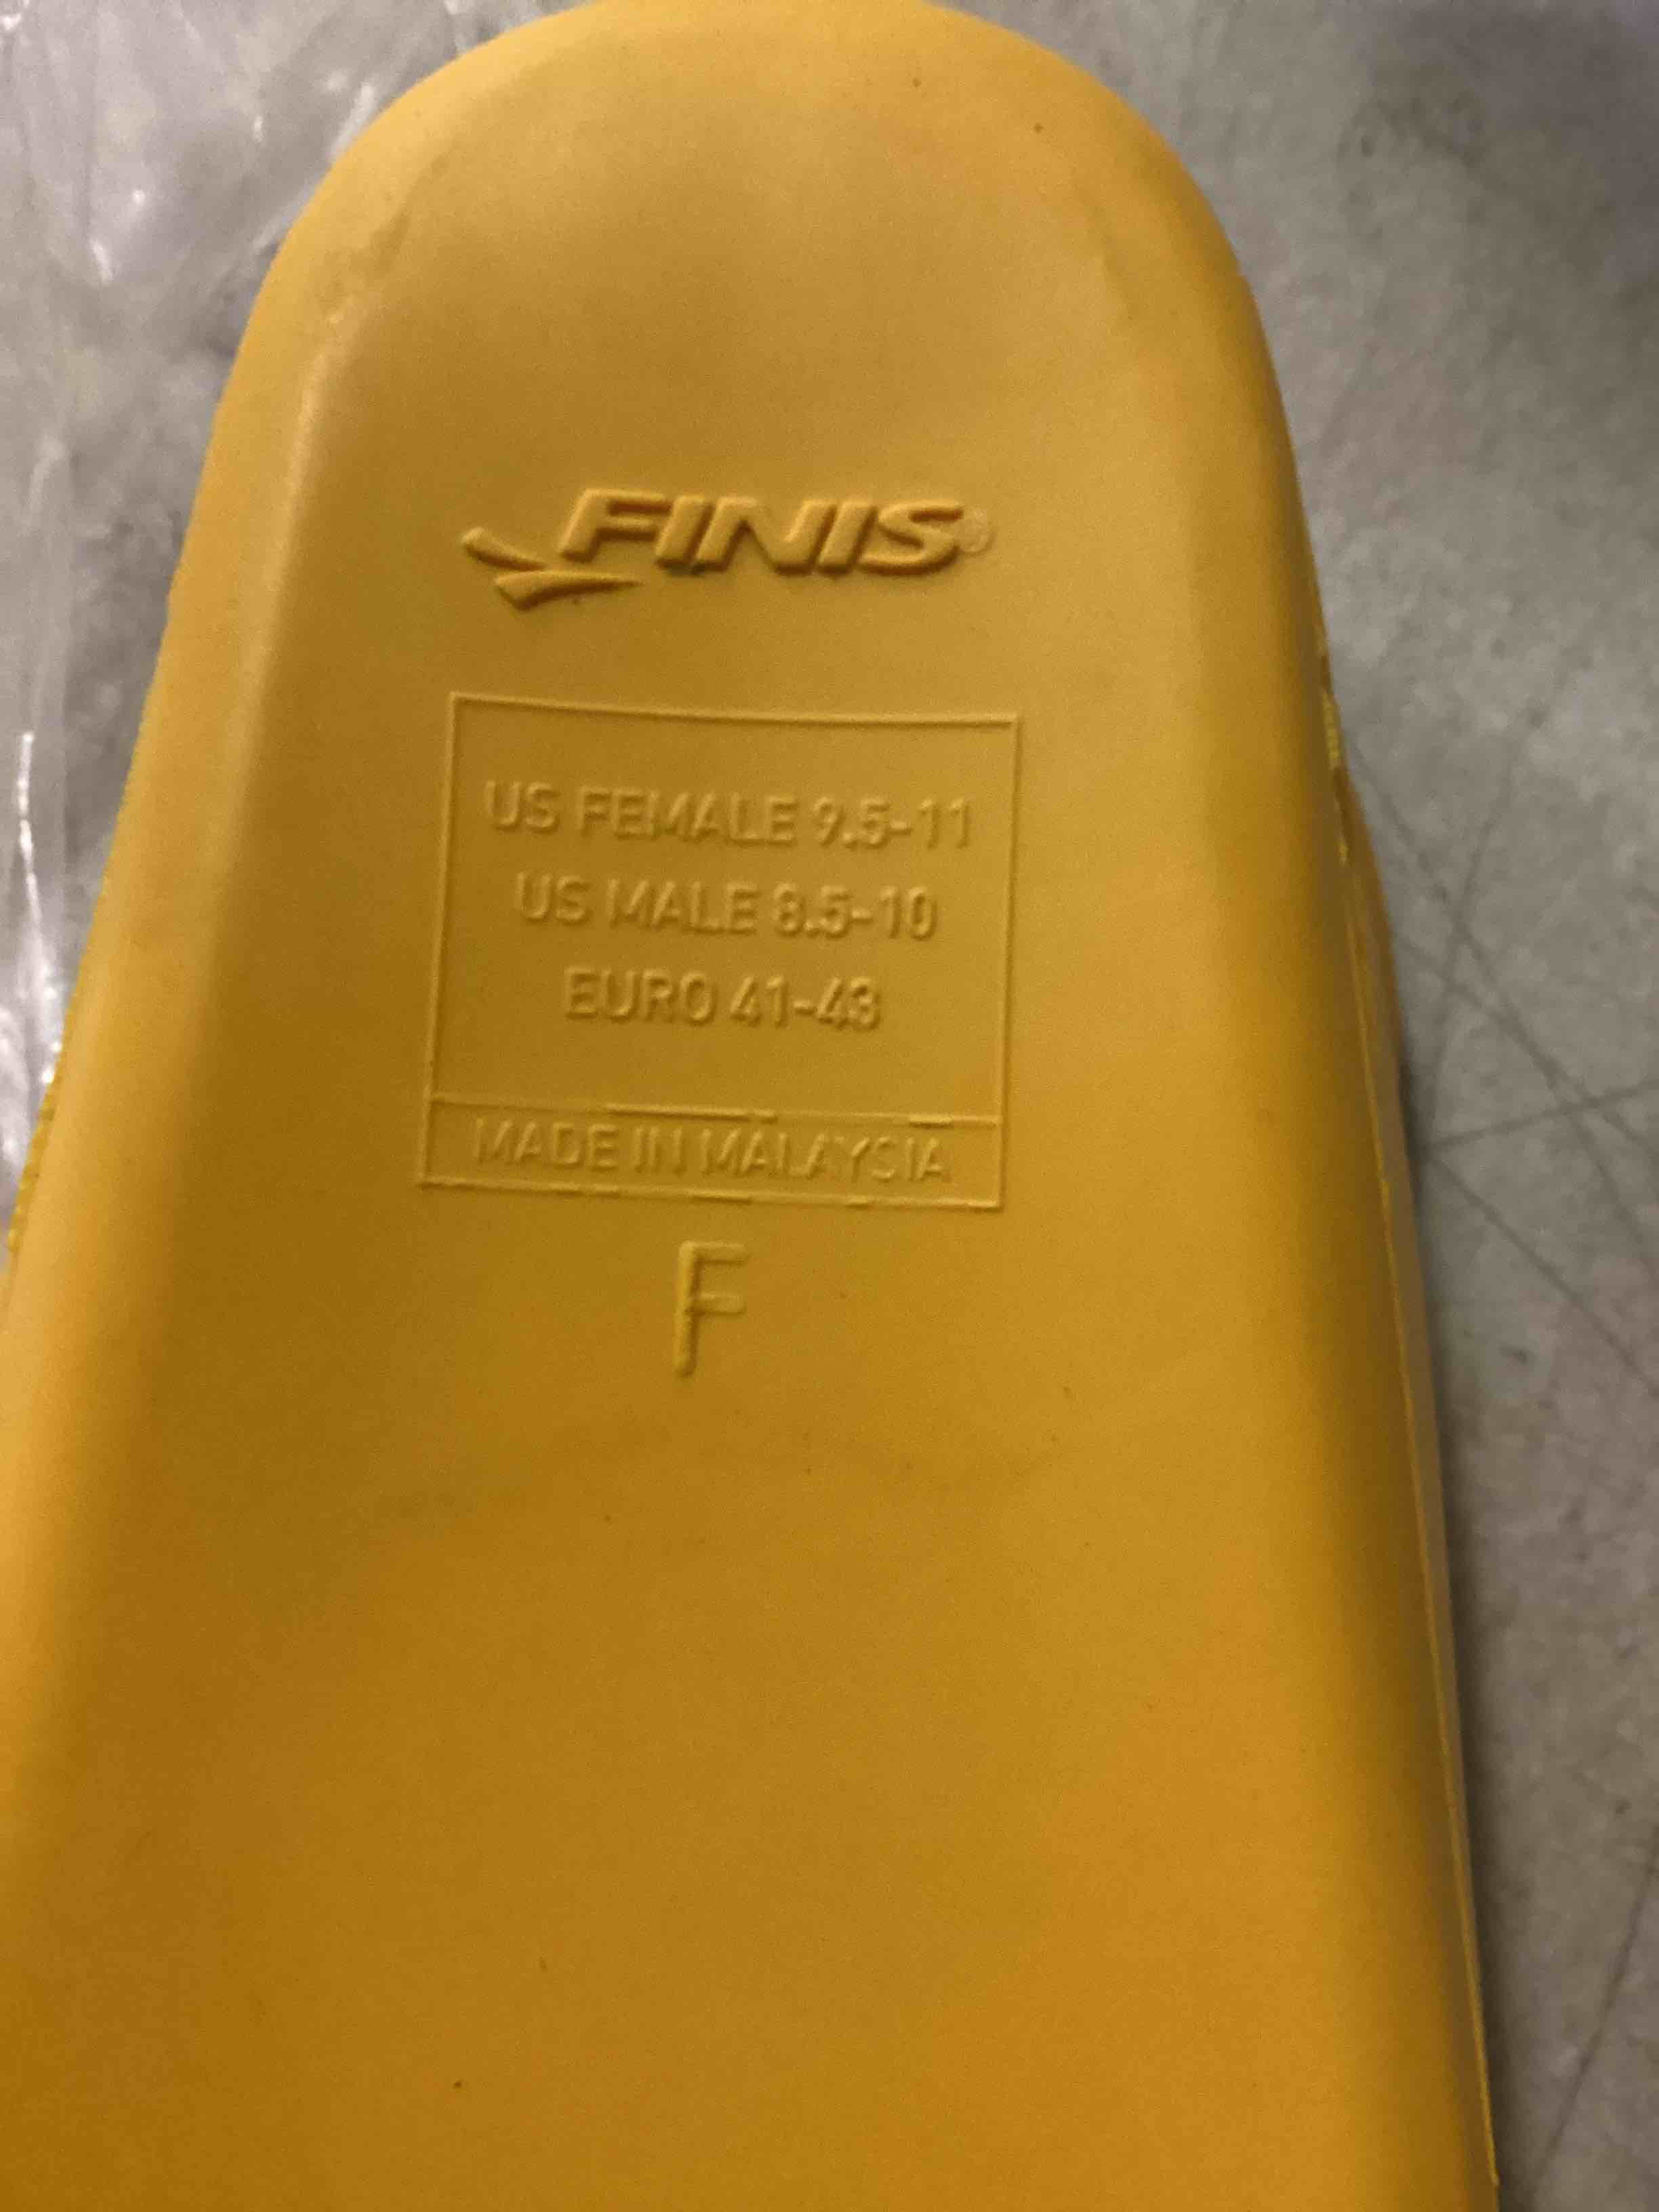 FINIS®
US FEMALE 9.5-11
US MALE 8.5-10
EURO 41-43
MADE IN MALAYSIA
F